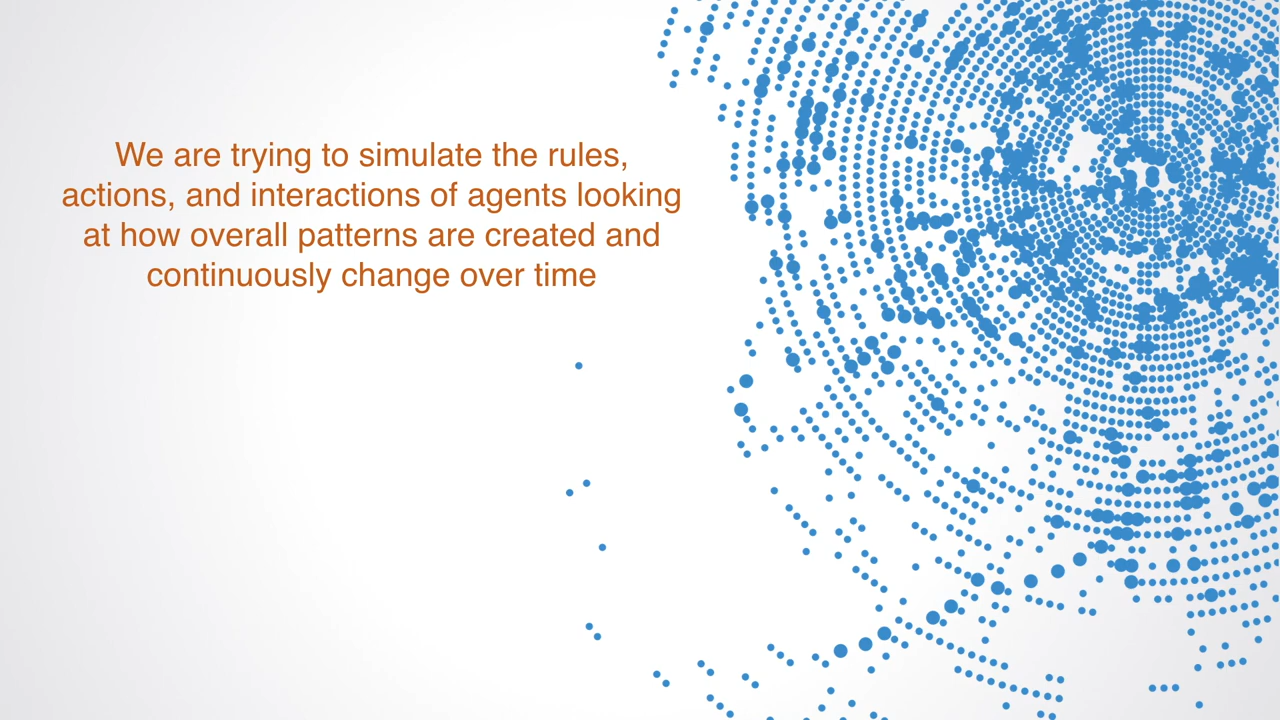 We are trying to simulate the rules,
actions, and interactions of agents looking
at how overall patterns are created and
continuously change over time